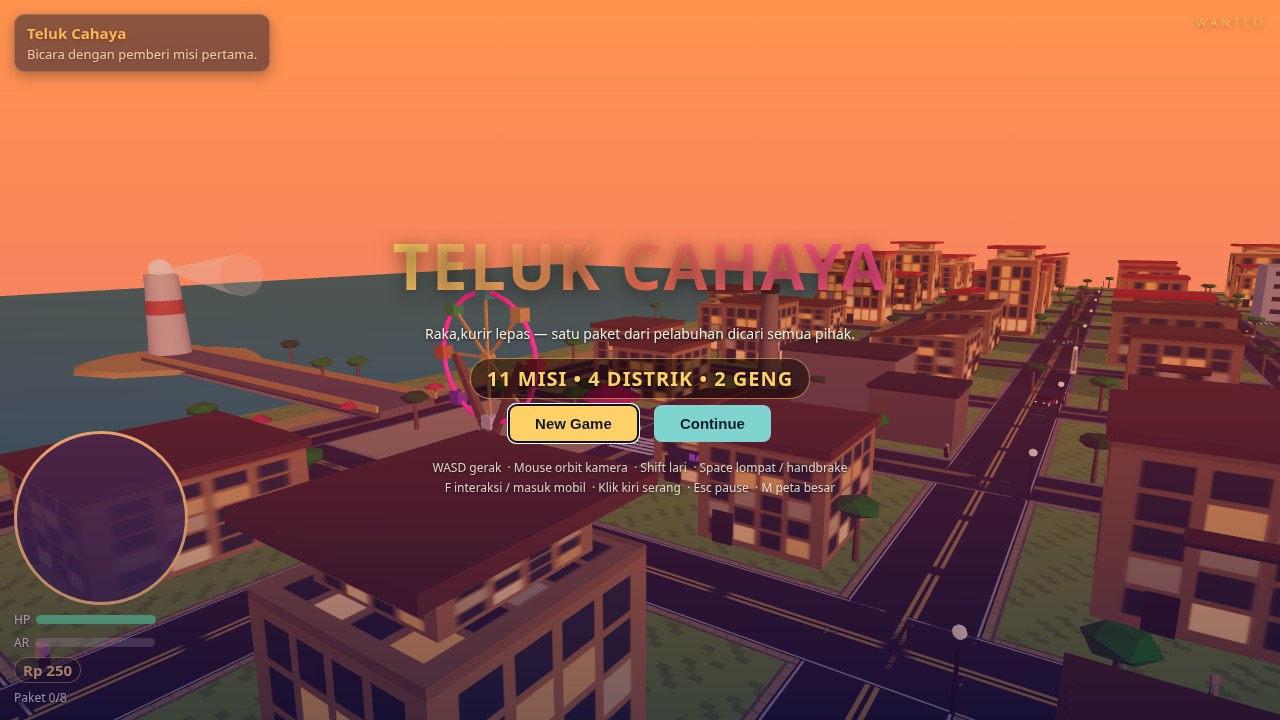 Teluk Cahaya
Bicara dengan pemberi misi pertama.
WANTED
TELUK CAHAYA
Raka,kurir lepas — satu paket dari pelabuhan dicari semua pihak.
11 MISI • 4 DISTRIK • 2 GENG
New Game
Continue
WASD gerak · Mouse orbit kamera · Shift lari · Space lompat / handbrake
F interaksi / masuk mobil · Klik kiri serang · Esc pause · M peta besar
HP
AR
Rp 250
Paket 0/8